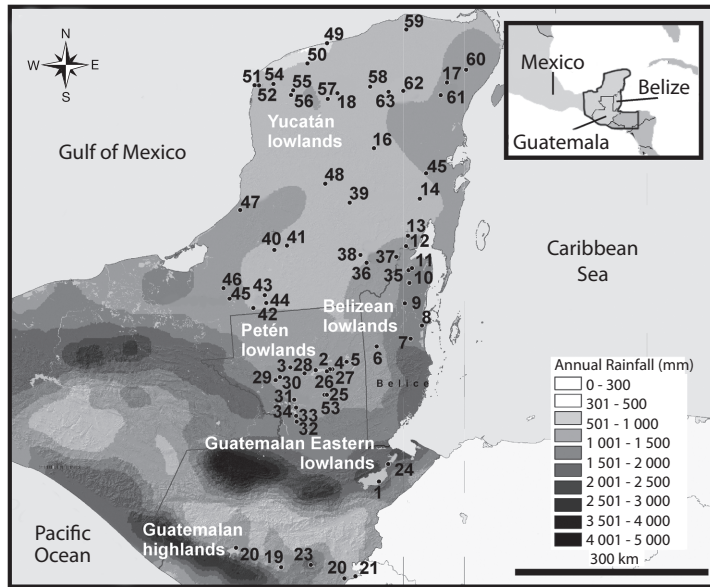 59
49
N
W E
S
50
60
Mexico
Belize
Guatemala
51 54 55 58 62 17
52 56 57 18 63 61
Yucatán
lowlands
16
Gulf of Mexico
45
48
39
14
47
13
12
40 41
38 37
36 35 11
10
Caribbean
Sea
46 43
45 44
42
9
Belizean
lowlands
8
Petén
lowlands
7
6
3 28 2 4 5
29 30 26 27
Belice
31 25
34 33 53
32
Guatemalan Eastern
lowlands
24
1
Annual Rainfall (mm)
0 - 300
301 - 500
501 - 1 000
1 001 - 1 500
1 501 - 2 000
2 001 - 2 500
2 501 - 3 000
3 501 - 4 000
4 001 - 5 000
300 km
Pacific
Ocean
Guatemalan
highlands
20 19 23 20 21